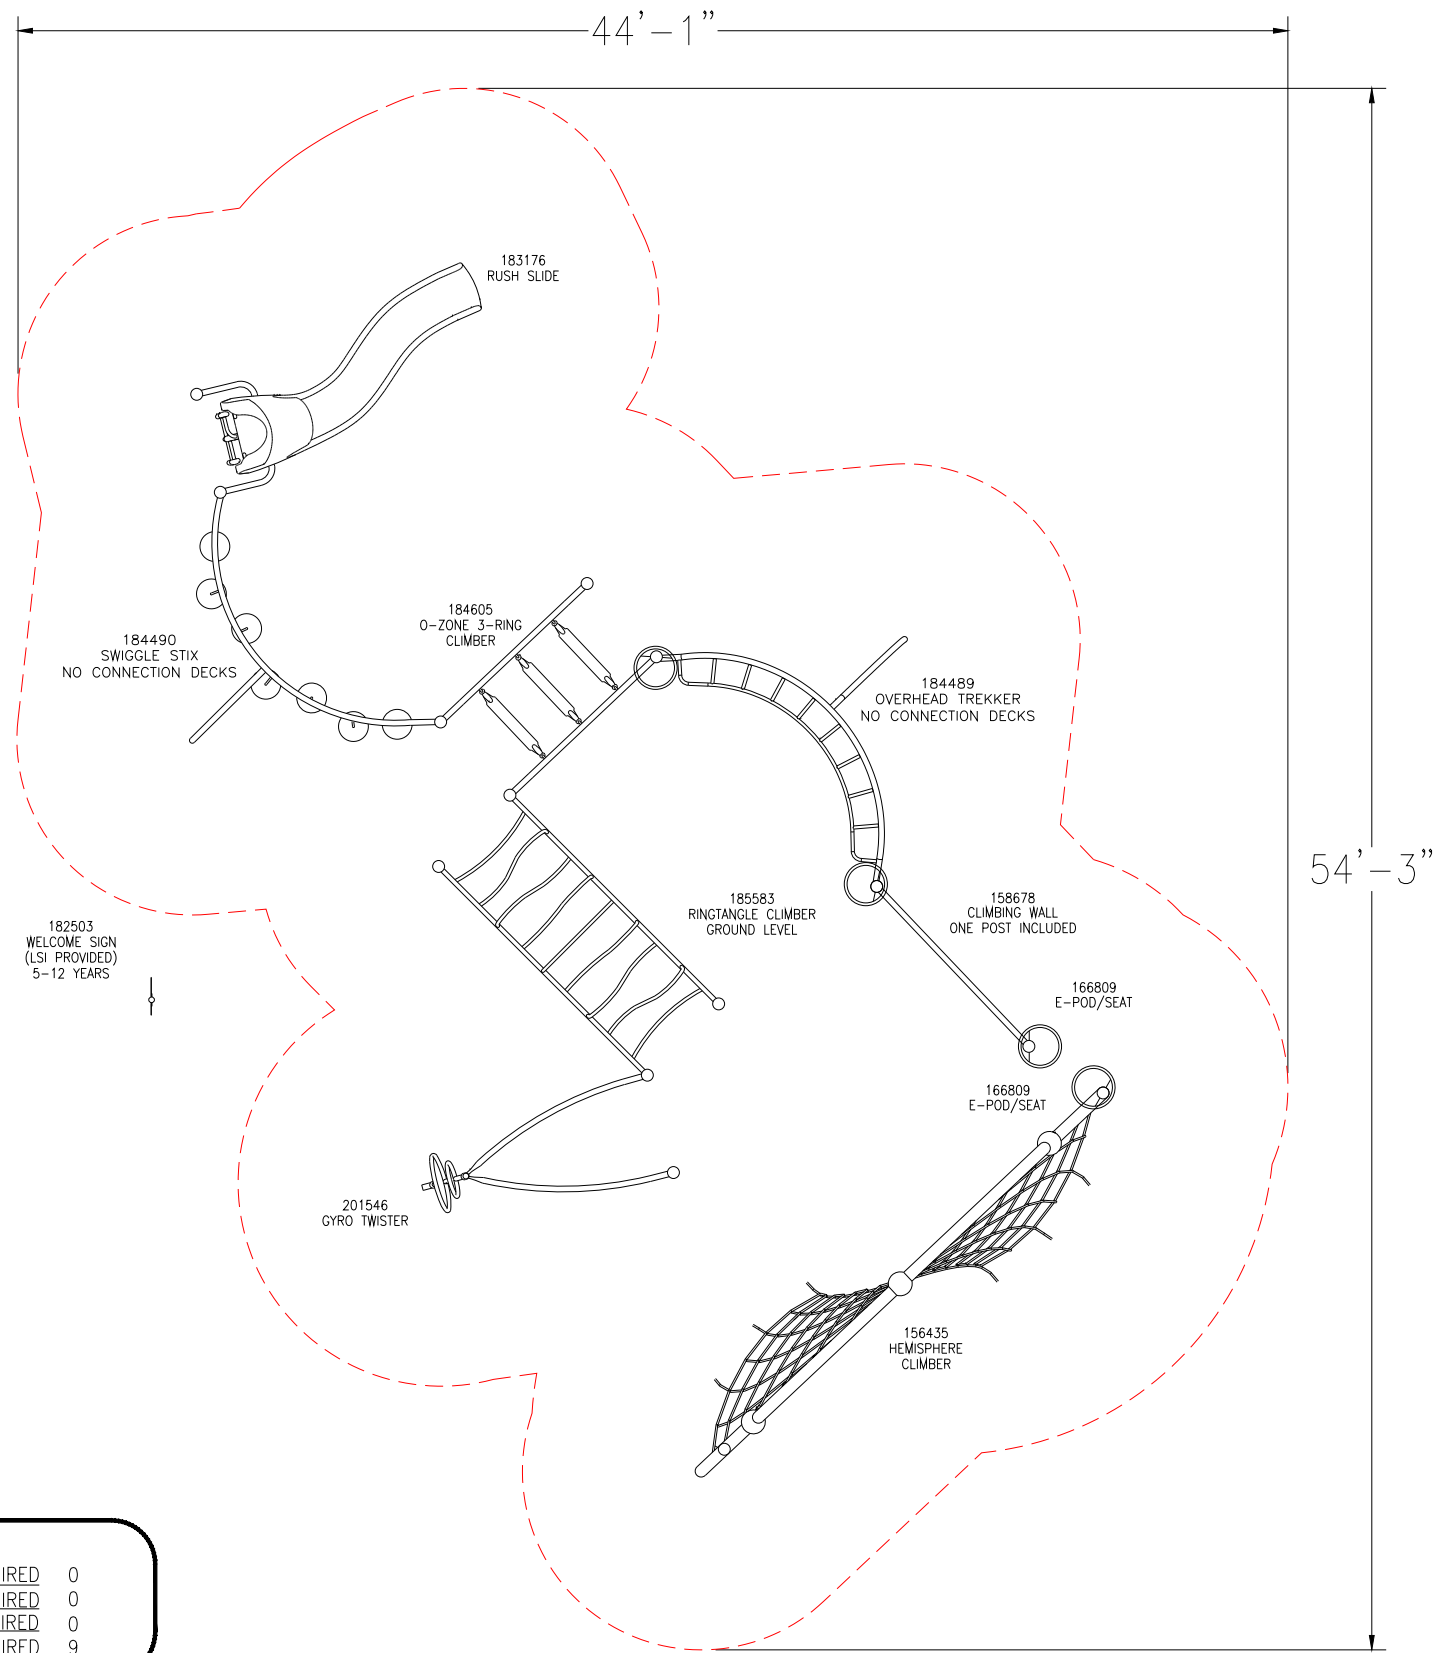 44'-1"
183176
RUSH SLIDE
184605
O-ZONE 3-RING
CLIMBER
184490
SWIGGLE STIX
NO CONNECTION DECKS
184489
OVERHEAD TREKKER
NO CONNECTION DECKS
54'-3"
185583
RINGTANGLE CLIMBER
GROUND LEVEL
158678
CLIMBING WALL
ONE POST INCLUDED
182503
WELCOME SIGN
(LSI PROVIDED)
5-12 YEARS
166809
E-POD/SEAT
166809
E-POD/SEAT
201546
GYRO TWISTER
156435
HEMISPHERE
CLIMBER
IRED 0
IRED 0
IRED 0
IRED 9